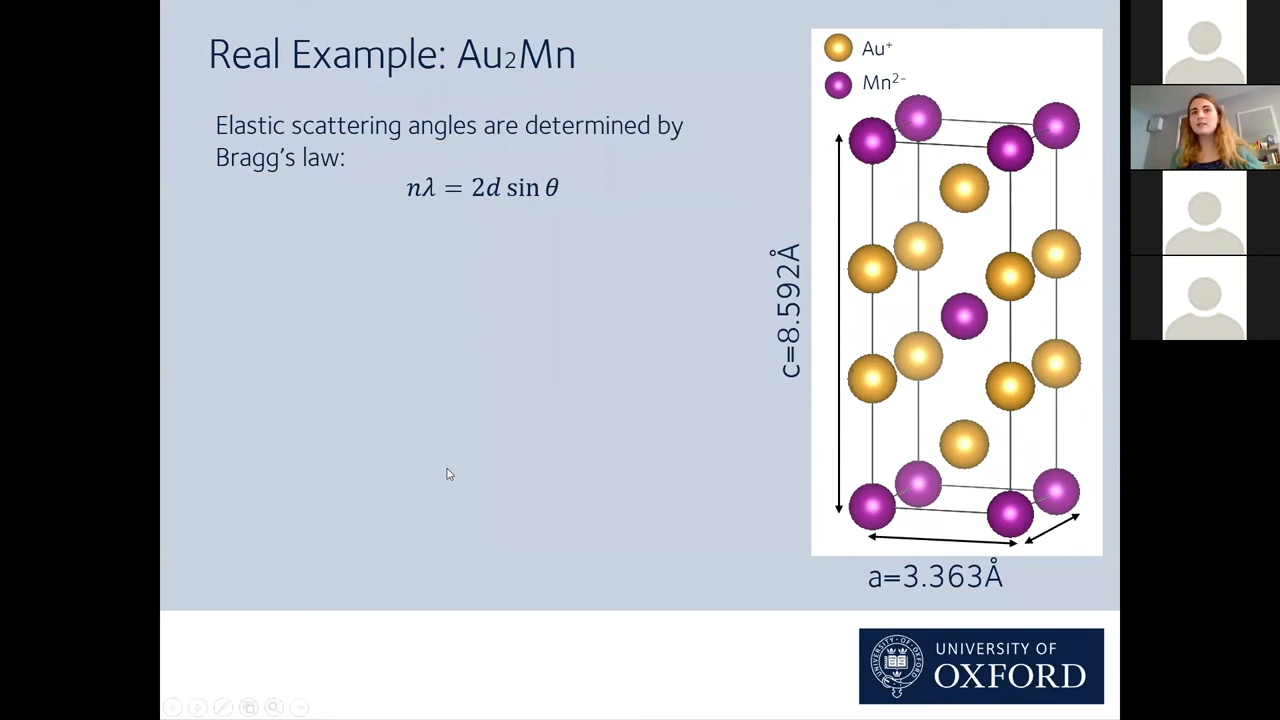 Real Example: Au₂Mn
Elastic scattering angles are determined by
Bragg's law:
nλ = 2d sin θ
Au⁺
Mn²⁻
c=8.592Å
a=3.363Å
UNIVERSITY OF
OXFORD